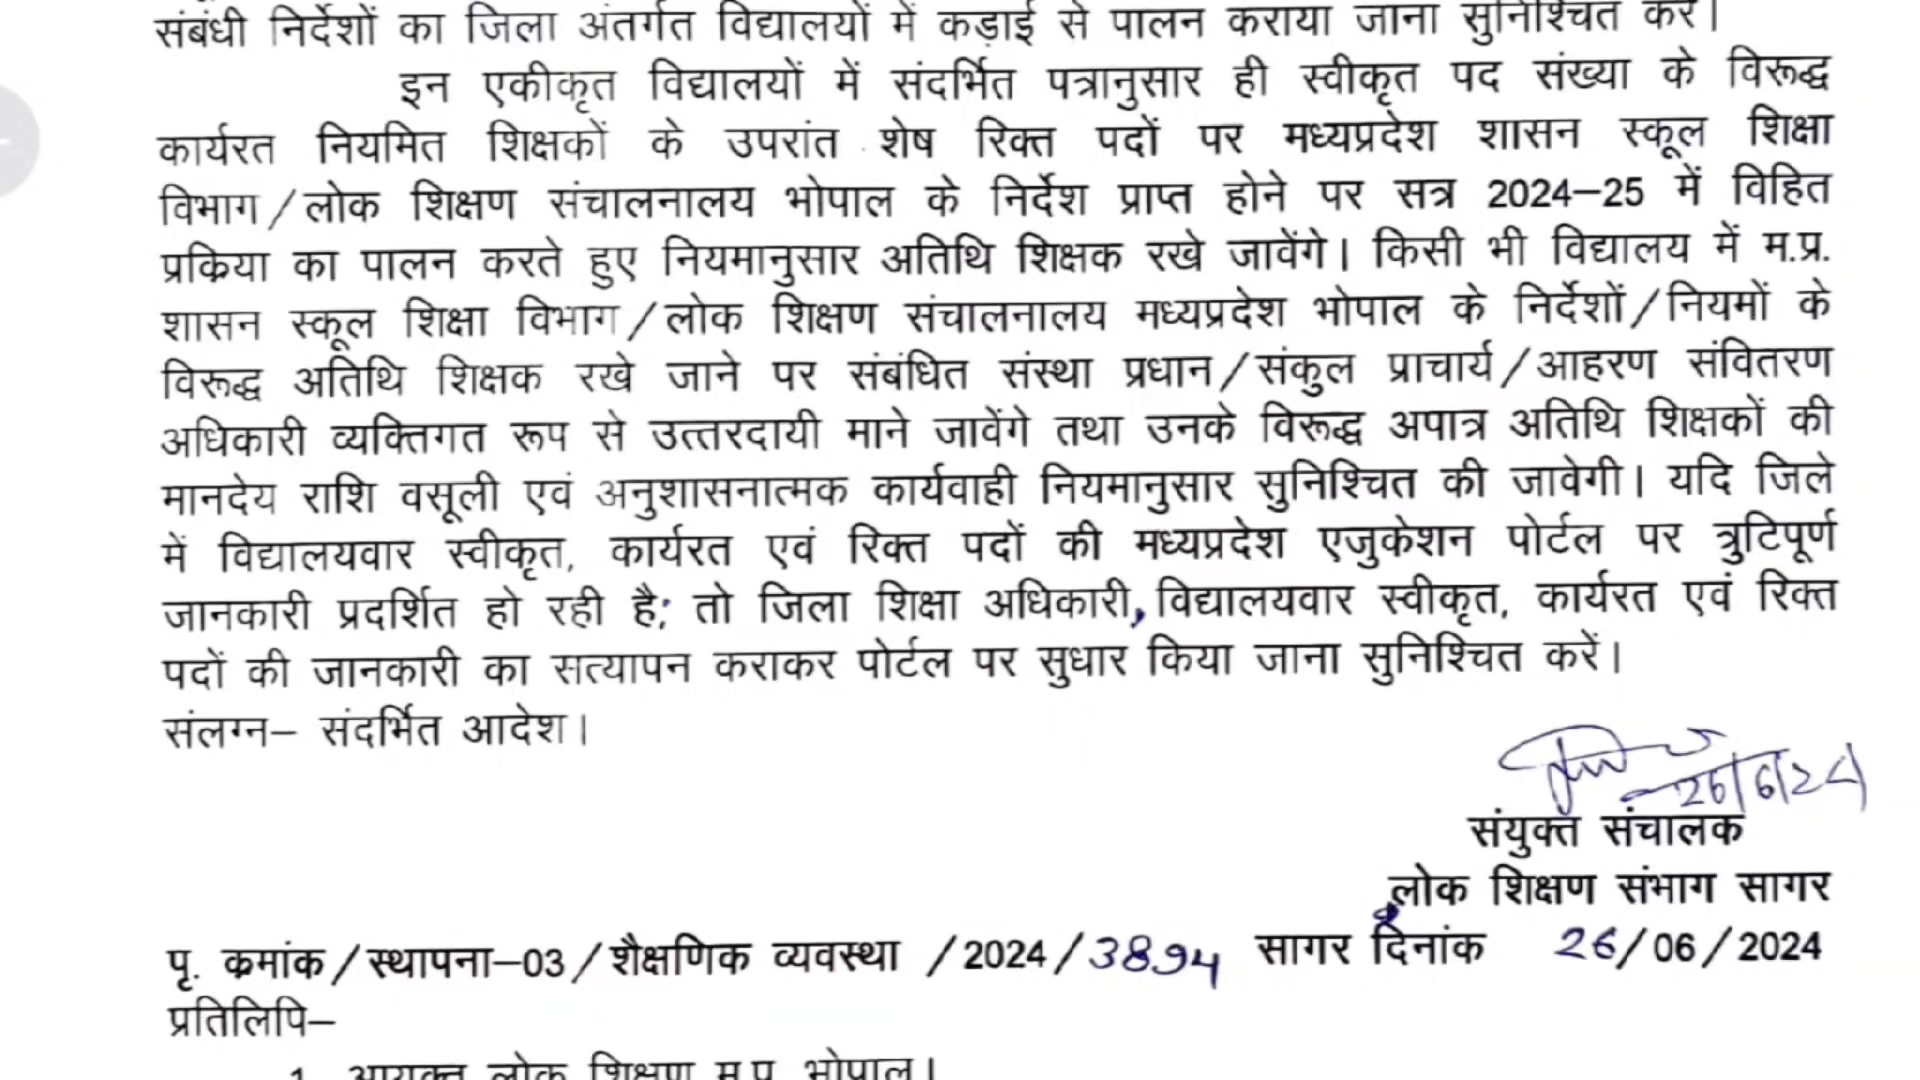 संबंधी निर्देशों का जिला अंतर्गत विद्यालयों में कड़ाई से पालन कराया जाना सुनिश्चित करें।
इन एकीकृत विद्यालयों में संदर्भित पत्रानुसार ही स्वीकृत पद संख्या के विरूद्ध
कार्यरत नियमित शिक्षकों के उपरांत शेष रिक्त पदों पर मध्यप्रदेश शासन स्कूल शिक्षा
विभाग/लोक शिक्षण संचालनालय भोपाल के निर्देश प्राप्त होने पर सत्र 2024–25 में विहित
प्रक्रिया का पालन करते हुए नियमानुसार अतिथि शिक्षक रखे जावेंगे। किसी भी विद्यालय में म.प्र.
शासन स्कूल शिक्षा विभाग/लोक शिक्षण संचालनालय मध्यप्रदेश भोपाल के निर्देशों/नियमों के
विरूद्ध अतिथि शिक्षक रखे जाने पर संबंधित संस्था प्रधान/संकुल प्राचार्य/आहरण संवितरण
अधिकारी व्यक्तिगत रूप से उत्तरदायी माने जावेंगे तथा उनके विरूद्ध अपात्र अतिथि शिक्षकों की
मानदेय राशि वसूली एवं अनुशासनात्मक कार्यवाही नियमानुसार सुनिश्चित की जावेगी। यदि जिले
में विद्यालयवार स्वीकृत, कार्यरत एवं रिक्त पदों की मध्यप्रदेश एजुकेशन पोर्टल पर त्रुटिपूर्ण
जानकारी प्रदर्शित हो रही है; तो जिला शिक्षा अधिकारी, विद्यालयवार स्वीकृत, कार्यरत एवं रिक्त
पदों की जानकारी का सत्यापन कराकर पोर्टल पर सुधार किया जाना सुनिश्चित करें।
संलग्न– संदर्भित आदेश।
26/6/24
संयुक्त संचालक
लोक शिक्षण संभाग सागर
पृ. क्रमांक/स्थापना–03/शैक्षणिक व्यवस्था /2024/3894 सागर दिनांक 26/06/2024
प्रतिलिपि–
1. आयुक्त लोक शिक्षण म.प्र. भोपाल।